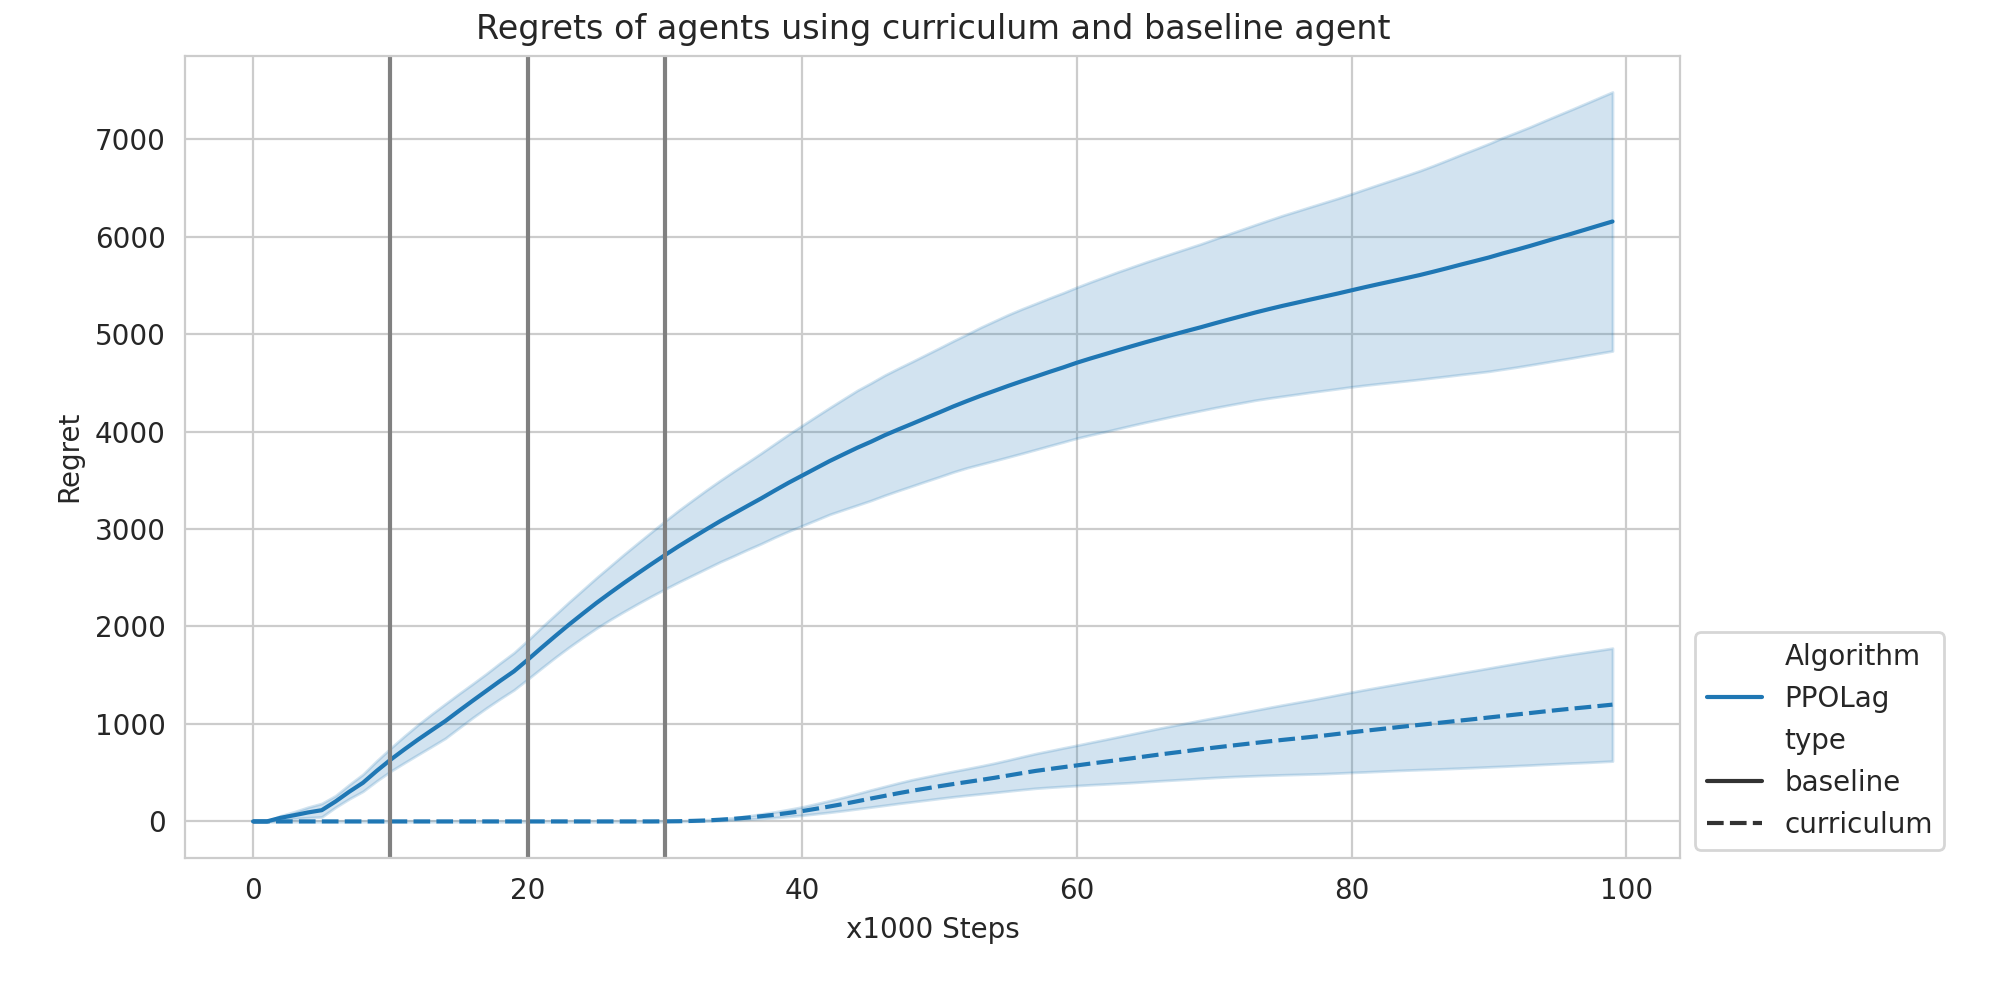 Regrets of agents using curriculum and baseline agent
7000
6000
5000
4000
3000
2000
1000
0
Regret
0 20 40 60 80 100
x1000 Steps
Algorithm
PPOLag
type
baseline
curriculum